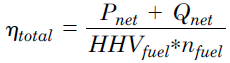 η_total = (P_net + Q_net) / (HHV_fuel*n_fuel)